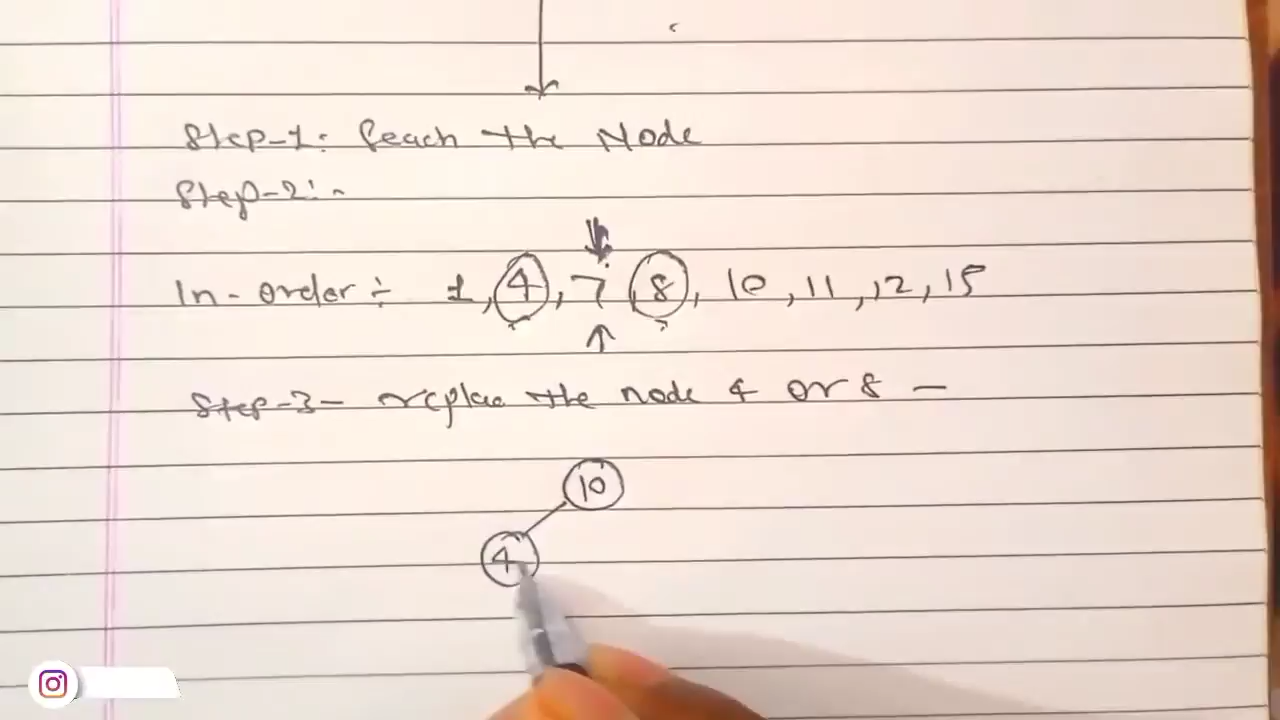 Step-1: Reach the Node
Step-2:-
In-order ÷ 1, 4, 7, 8, 10, 11, 12, 15
Step-3- replace the node 4 or 8 -
10
4